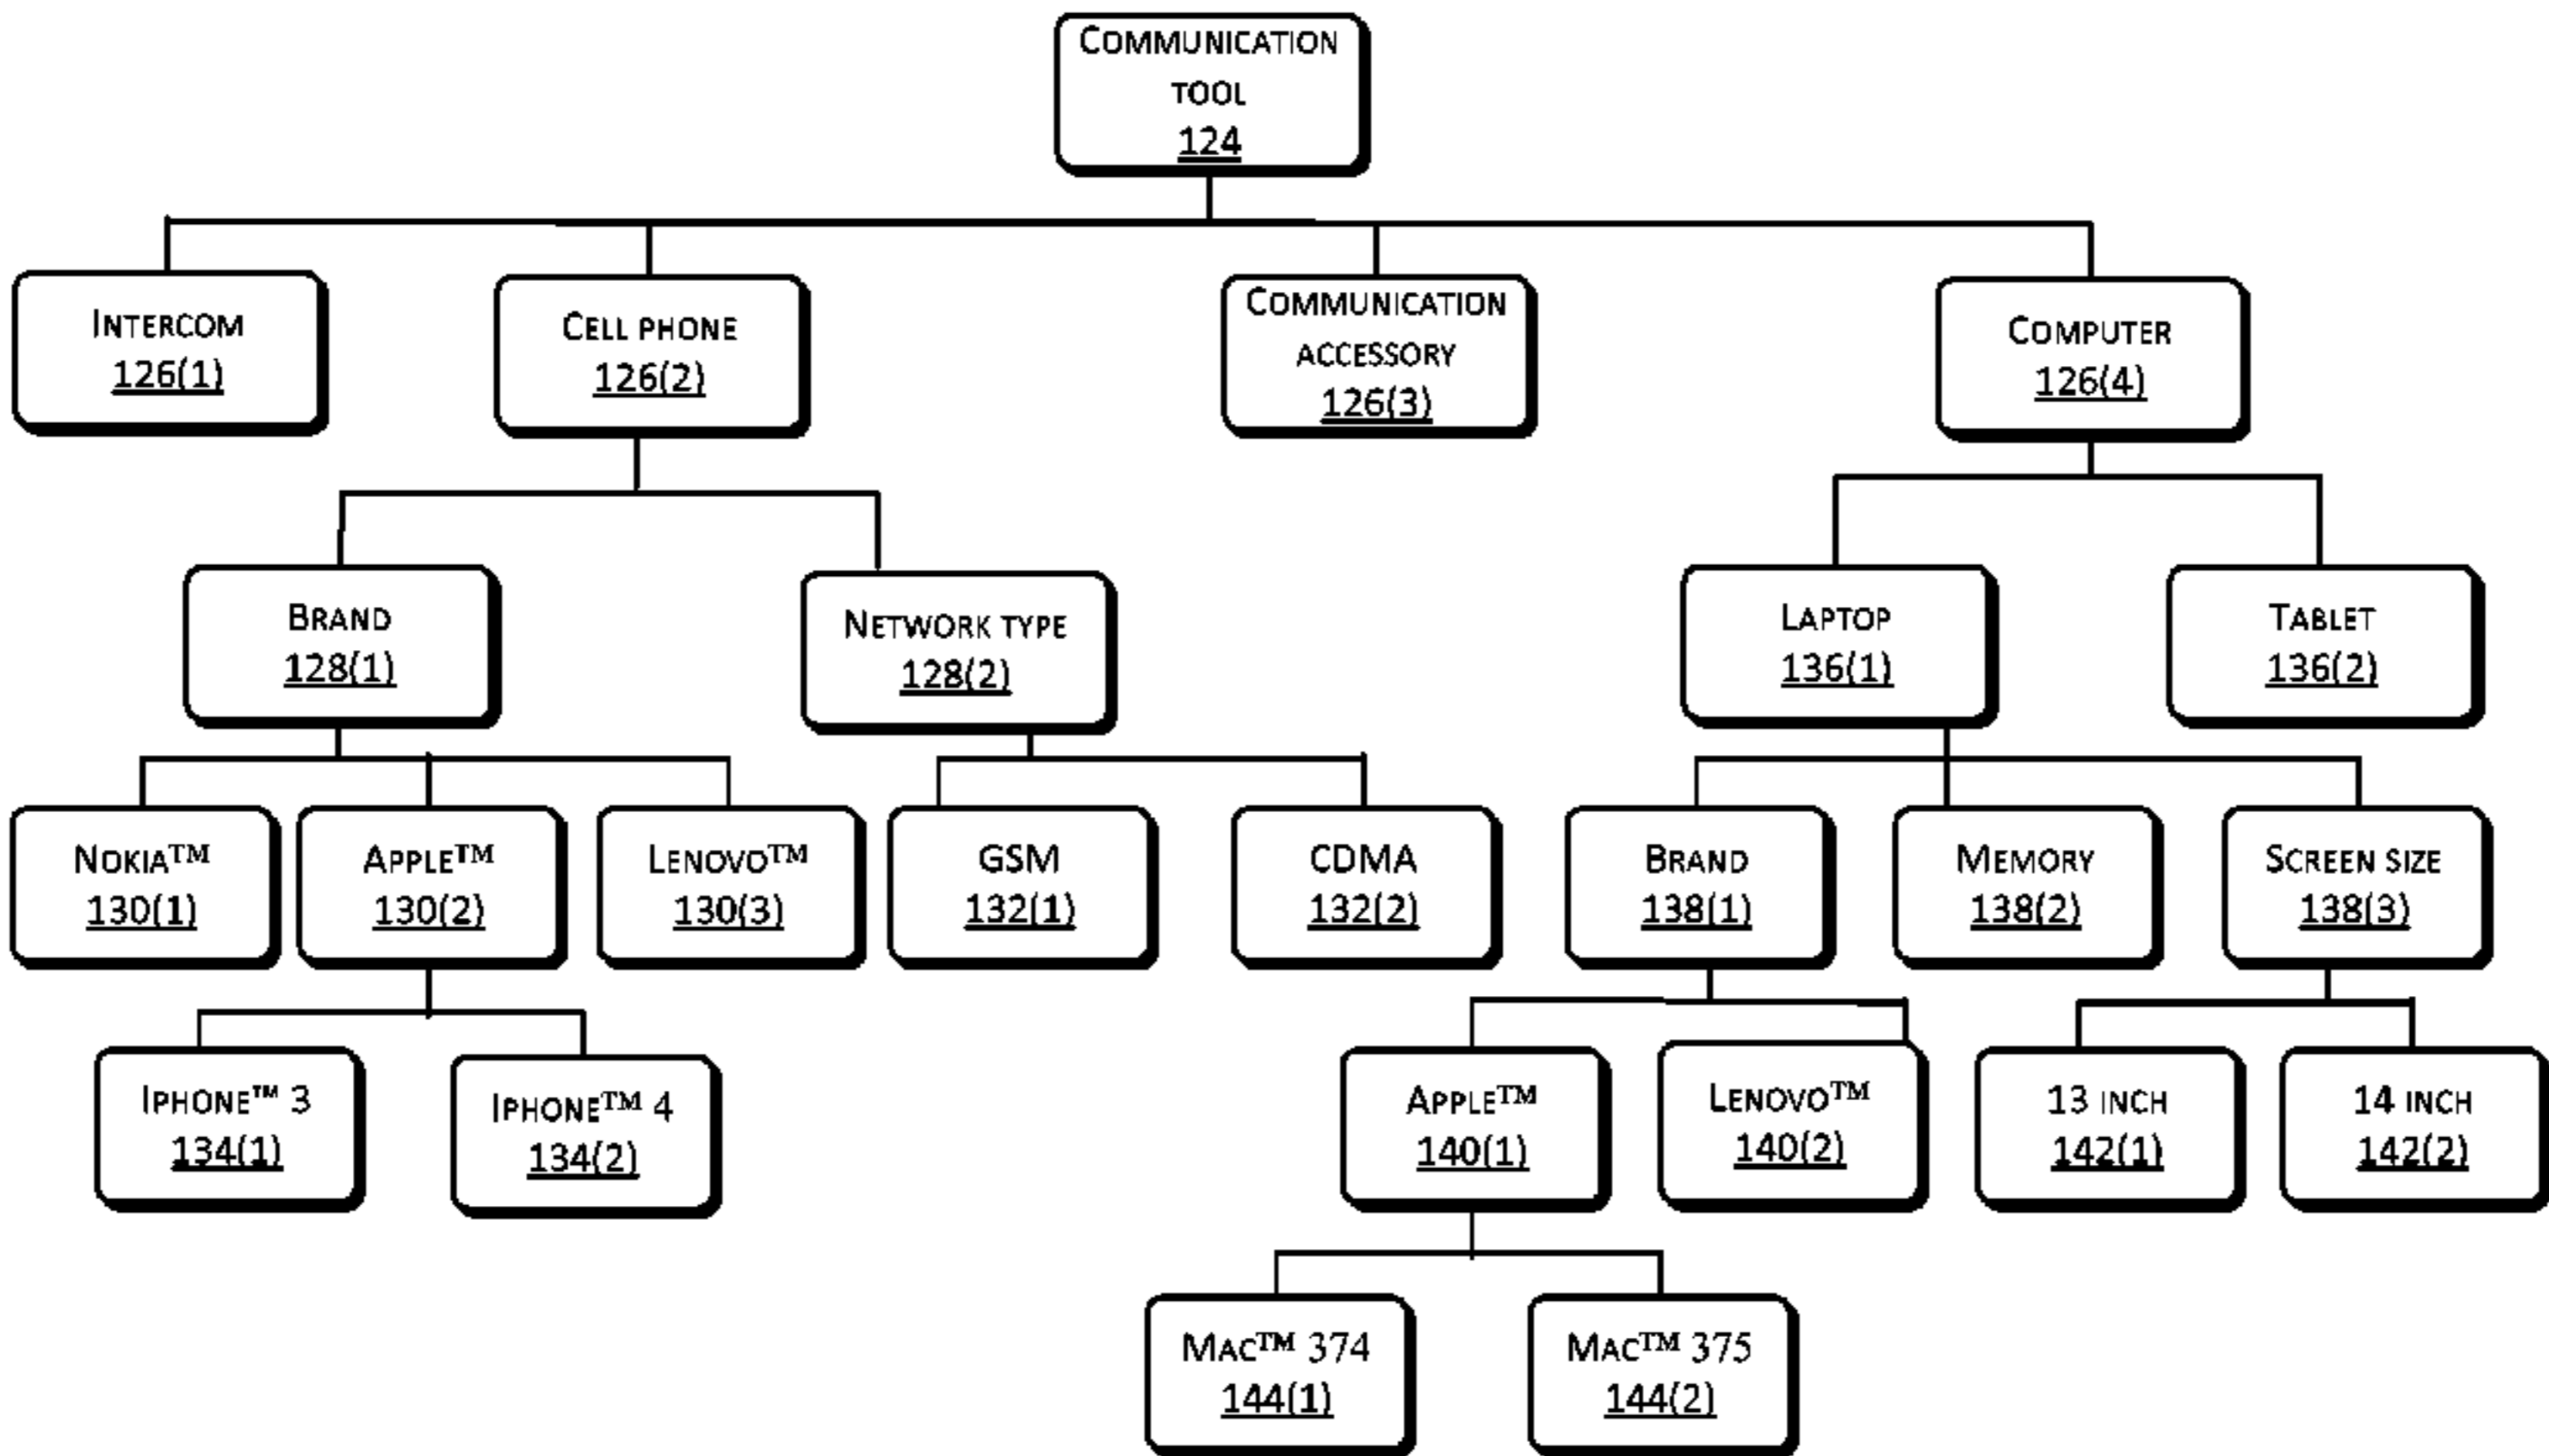 COMMUNICATION
TOOL
124
INTERCOM
126(1)
CELL PHONE
126(2)
COMMUNICATION
ACCESSORY
126(3)
COMPUTER
126(4)
BRAND
128(1)
NETWORK TYPE
128(2)
LAPTOP
136(1)
TABLET
136(2)
NOKIA™
130(1)
APPLE™
130(2)
LENOVO™
130(3)
GSM
132(1)
CDMA
132(2)
BRAND
138(1)
MEMORY
138(2)
SCREEN SIZE
138(3)
IPHONE™ 3
134(1)
IPHONE™ 4
134(2)
APPLE™
140(1)
LENOVO™
140(2)
13 INCH
142(1)
14 INCH
142(2)
MAC™ 374
144(1)
MAC™ 375
144(2)